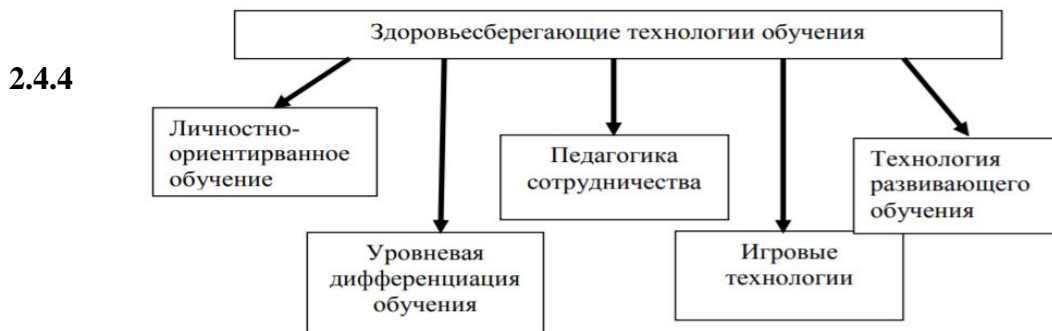 Здоровьесберегающие технологии обучения
2.4.4
Личностно-
ориентирванное
обучение
Педагогика
сотрудничества
Технология
развивающего
обучения
Уровневая
дифференциация
обучения
Игровые
технологии